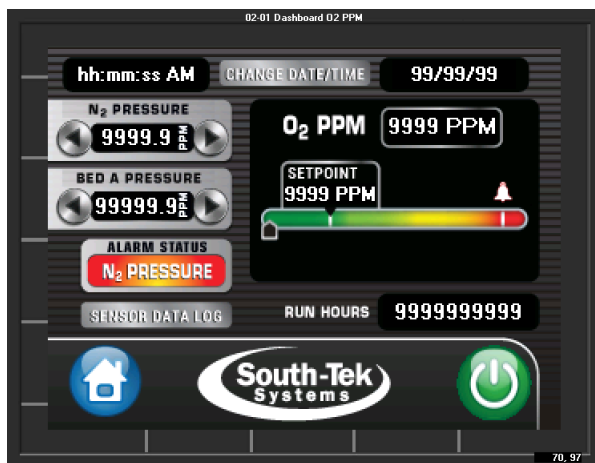 02-01 Dashboard O2 PPM
hh:mm:ss AM
CHANGE DATE/TIME
99/99/99
N₂ PRESSURE
9999.9 PPM
BED A PRESSURE
99999.9 PPM
ALARM STATUS
N₂ PRESSURE
SENSOR DATA LOG
O₂ PPM
9999 PPM
SETPOINT
9999 PPM
RUN HOURS
9999999999
South-Tek
Systems
70, 97